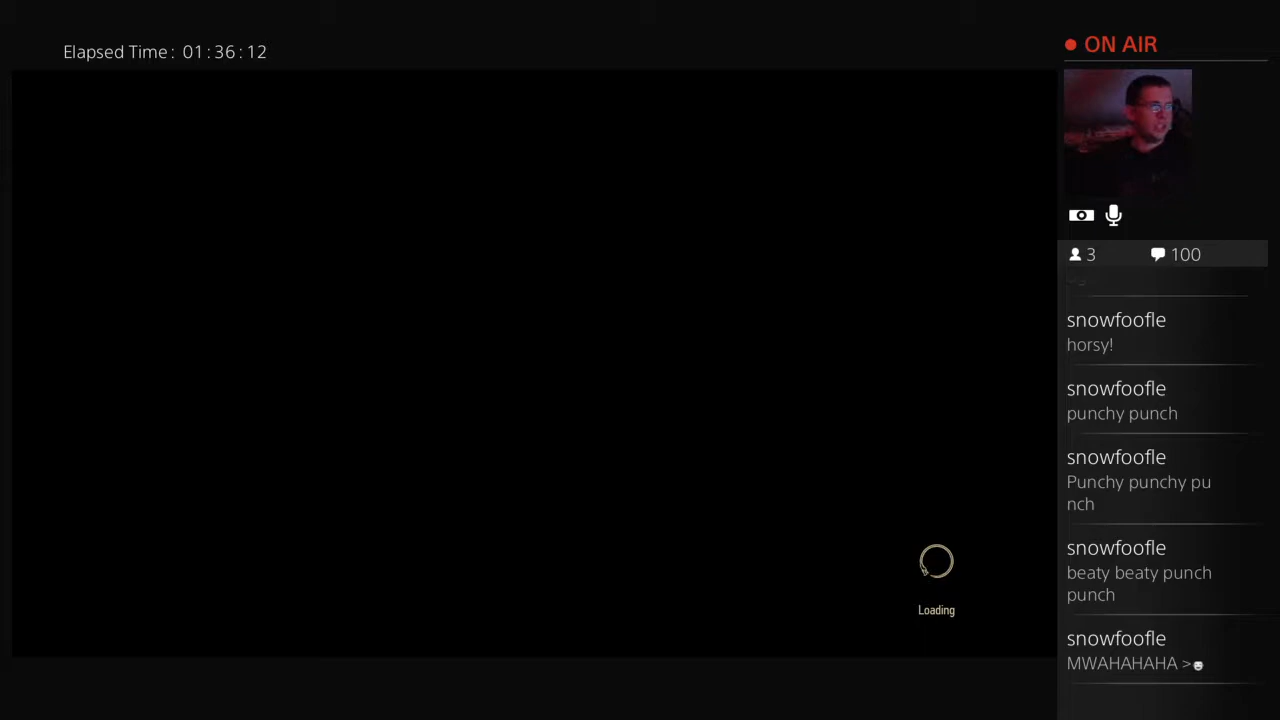 Elapsed Time: 01:36:12
ON AIR
3 100
snowfoofle
horsy!
snowfoofle
punchy punch
snowfoofle
Punchy punchy pu
nch
snowfoofle
beaty beaty punch
punch
snowfoofle
MWAHAHAHA >
Loading